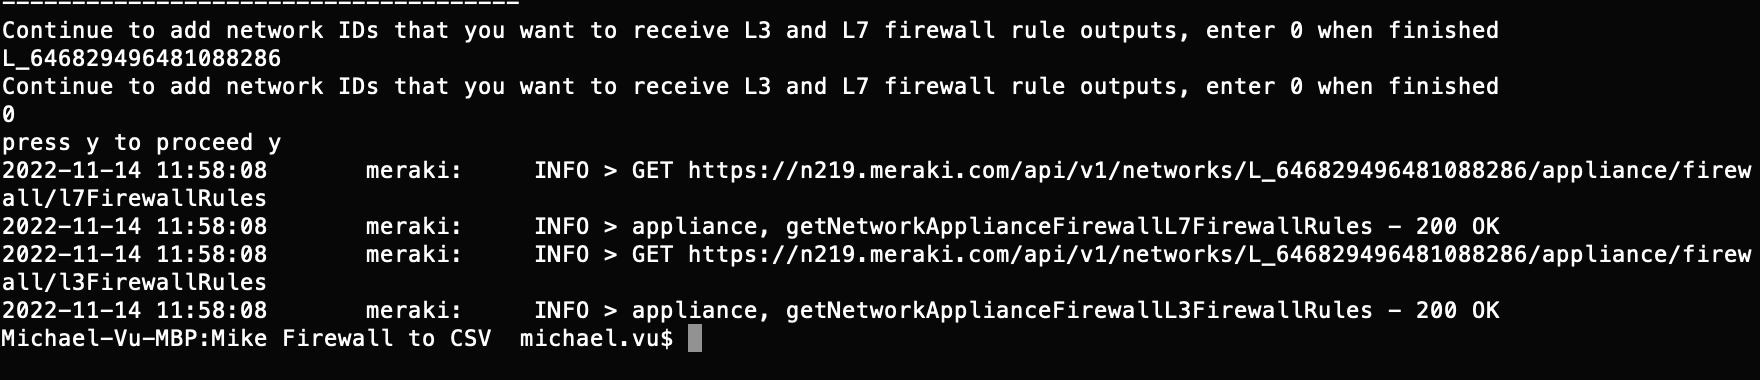 -------------------------------------
Continue to add network IDs that you want to receive L3 and L7 firewall rule outputs, enter 0 when finished
L_646829496481088286
Continue to add network IDs that you want to receive L3 and L7 firewall rule outputs, enter 0 when finished
0
press y to proceed y
2022-11-14 11:58:08       meraki:     INFO > GET https://n219.meraki.com/api/v1/networks/L_646829496481088286/appliance/firew
all/l7FirewallRules
2022-11-14 11:58:08       meraki:     INFO > appliance, getNetworkApplianceFirewallL7FirewallRules - 200 OK
2022-11-14 11:58:08       meraki:     INFO > GET https://n219.meraki.com/api/v1/networks/L_646829496481088286/appliance/firew
all/l3FirewallRules
2022-11-14 11:58:08       meraki:     INFO > appliance, getNetworkApplianceFirewallL3FirewallRules - 200 OK
Michael-Vu-MBP:Mike Firewall to CSV  michael.vu$